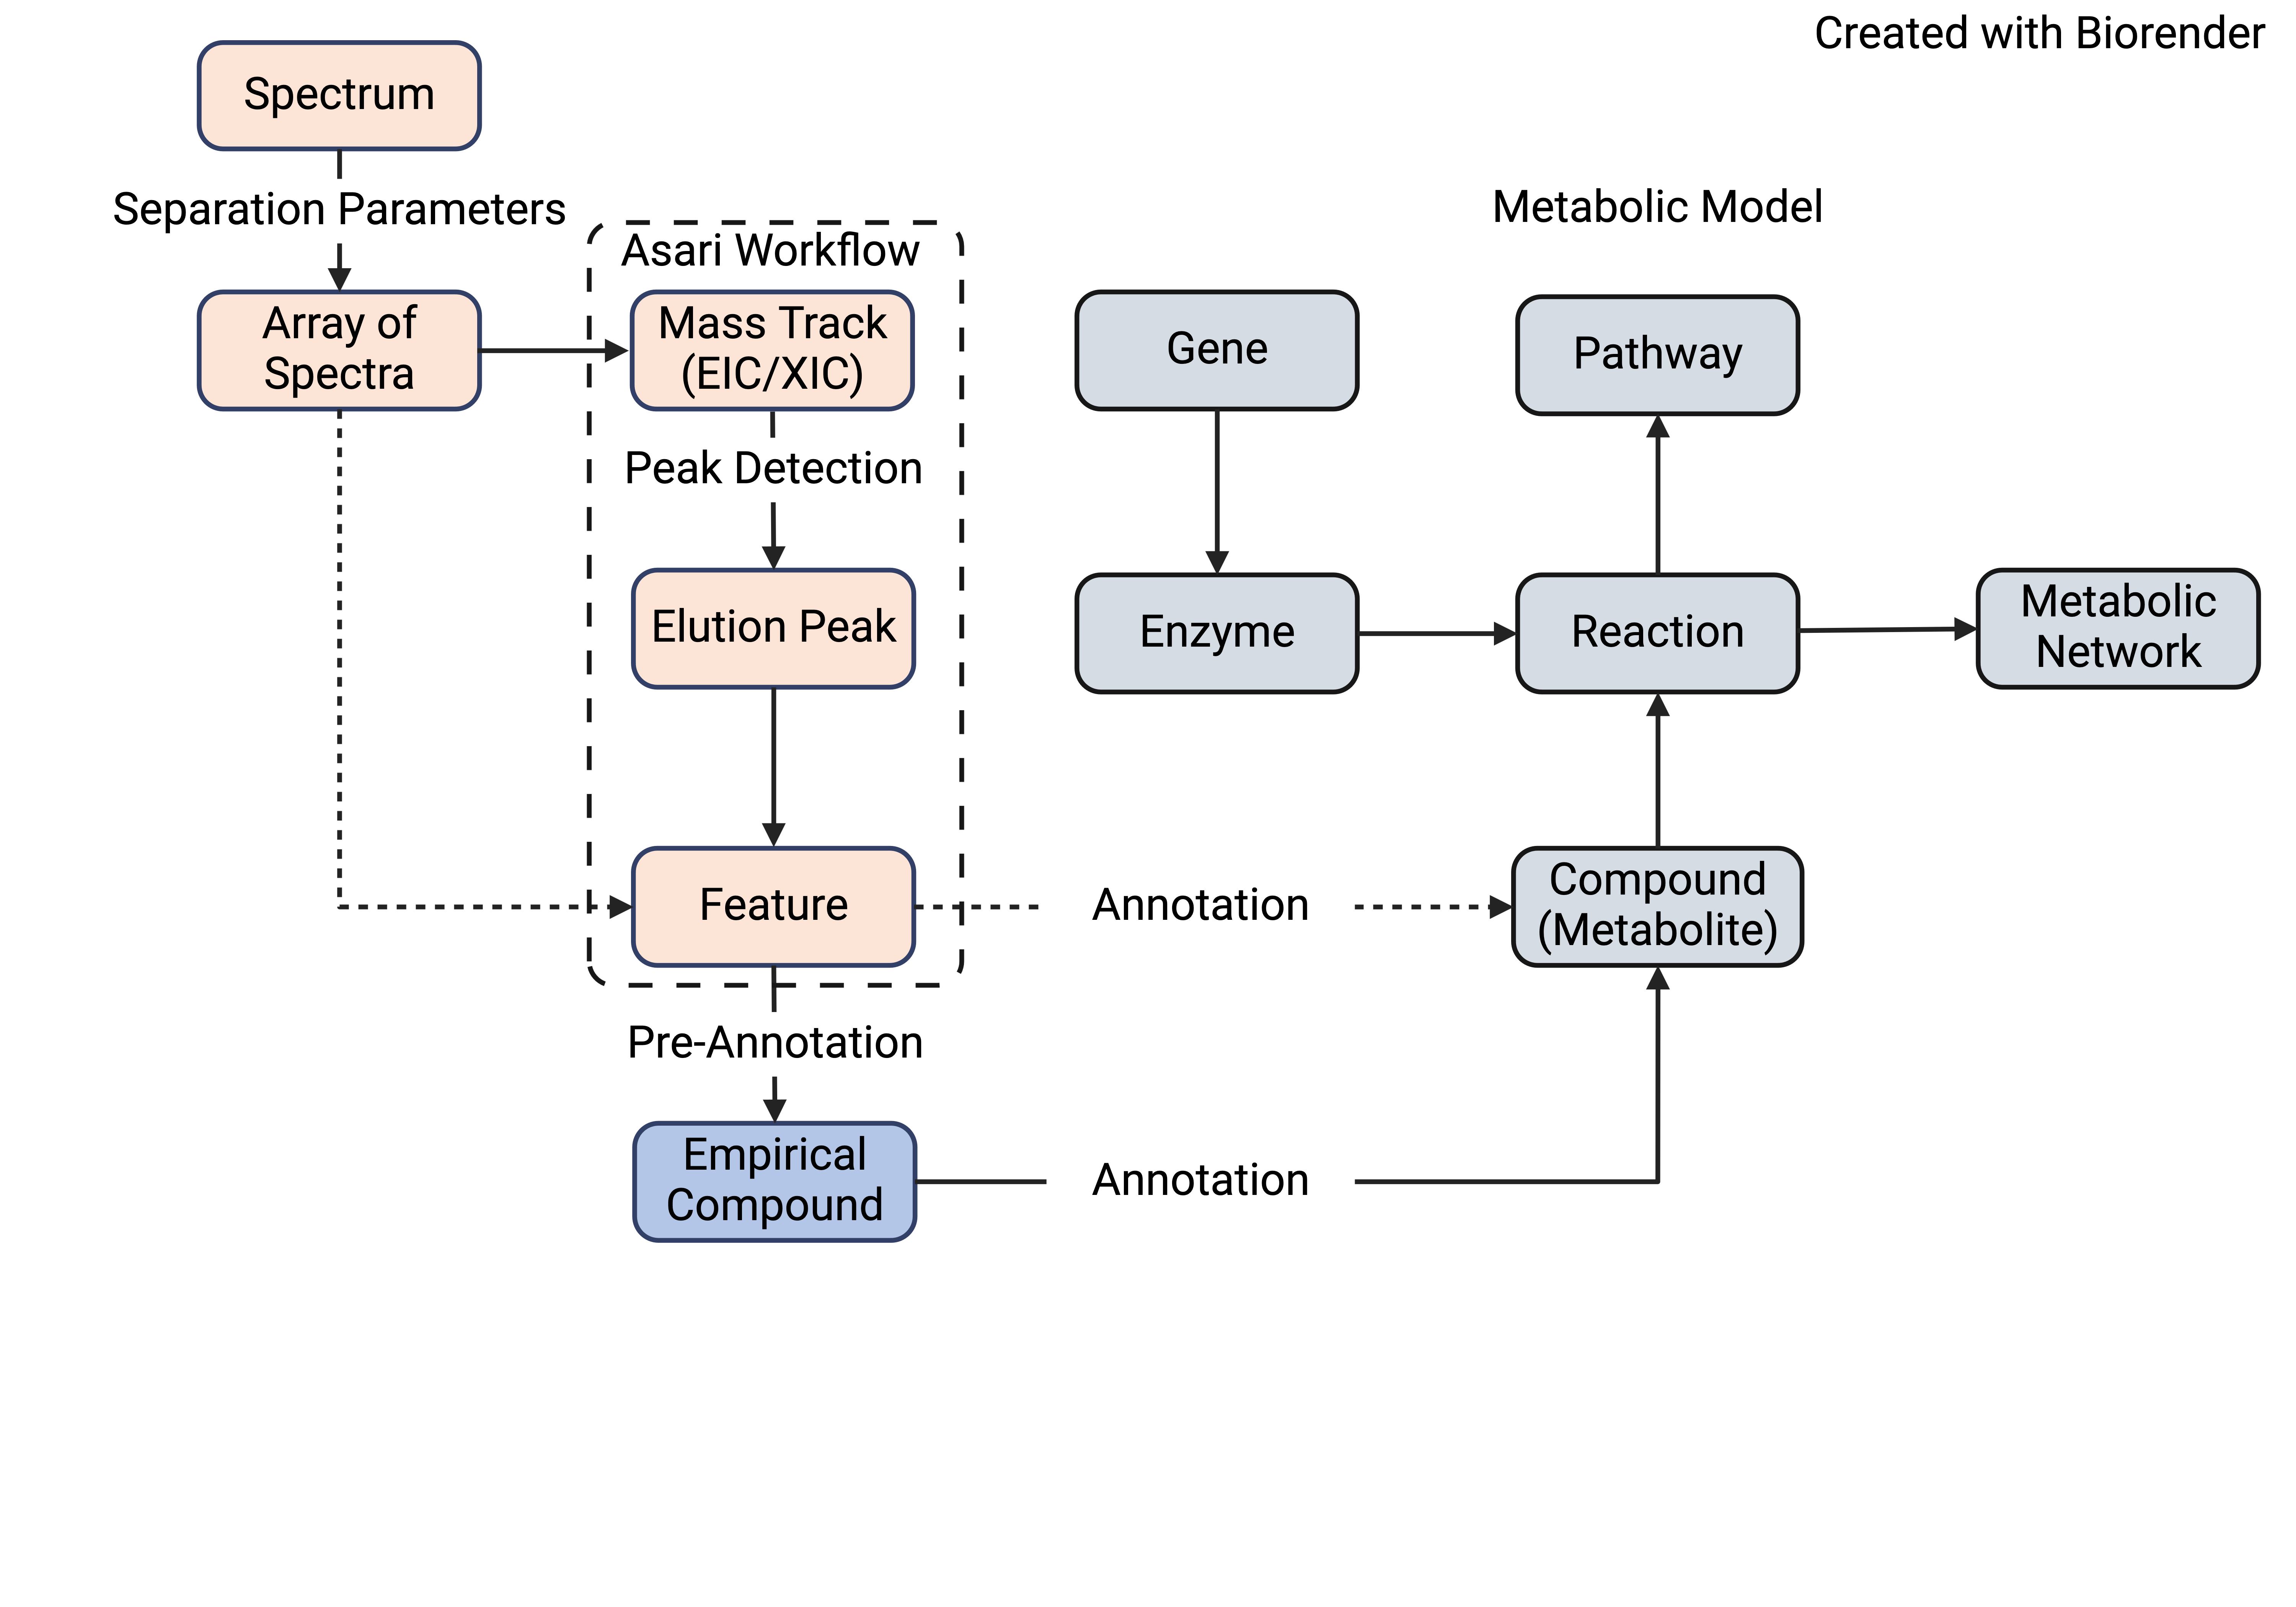 Created with Biorender
Spectrum
Separation Parameters
Metabolic Model
Asari Workflow
Array of
Spectra
Mass Track
(EIC/XIC)
Gene
Pathway
Peak Detection
Elution Peak
Enzyme
Reaction
Metabolic
Network
Feature
Annotation
Compound
(Metabolite)
Pre-Annotation
Empirical
Compound
Annotation